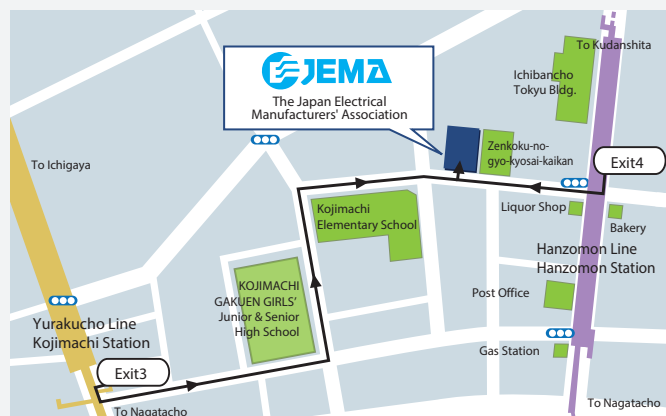 To Kudanshita
JEMA
The Japan Electrical
Manufacturers' Association
Ichibancho
Tokyu Bldg.
Zenkoku-no-
gyo-kyosai-kaikan
Exit4
To Ichigaya
Kojimachi
Elementary School
Liquor Shop
Bakery
Hanzomon Line
Hanzomon Station
KOJIMACHI
GAKUEN GIRLS'
Junior & Senior
High School
Post Office
Yurakucho Line
Kojimachi Station
Gas Station
Exit3
To Nagatacho
To Nagatacho